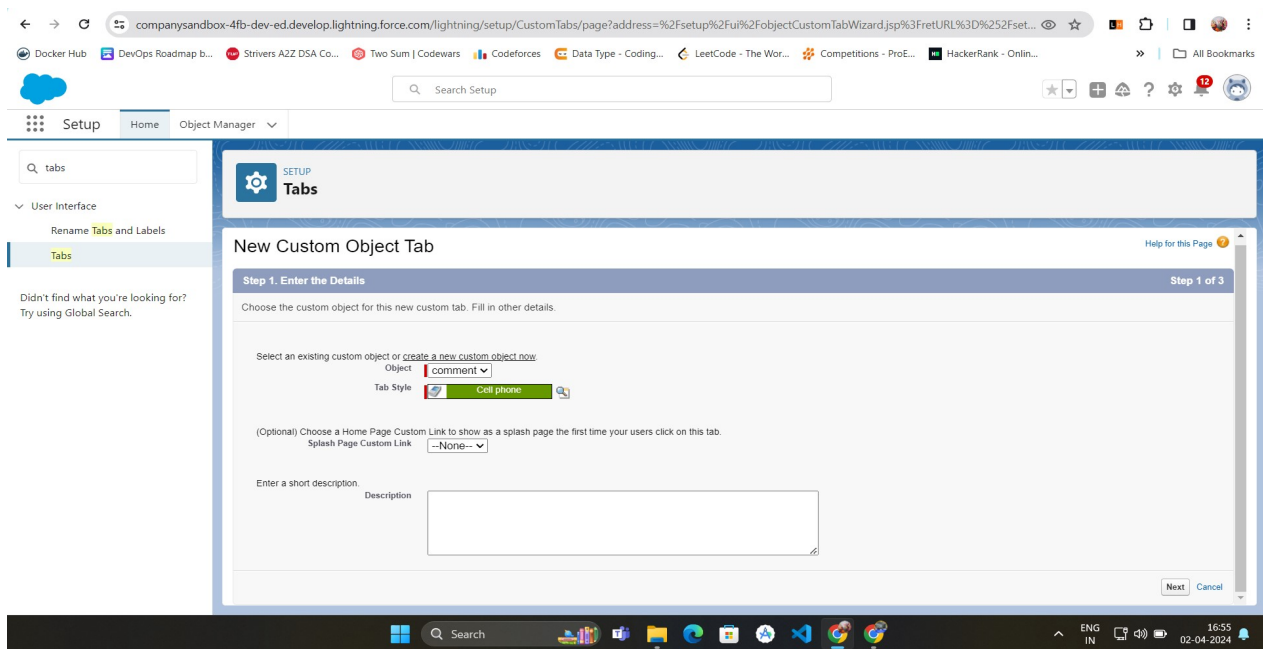 companysandbox-4fb-dev-ed.develop.lightning.force.com/lightning/setup/CustomTabs/page?address=%2Fsetup%2Fui%2FobjectCustomTabWizard.jsp%3FretURL%3D%252Fset...
Docker Hub DevOps Roadmap b... Strivers A2Z DSA Co... Two Sum | Codewars Codeforces Data Type - Coding... LeetCode - The Wor... Competitions - ProE... HackerRank - Onlin... » All Bookmarks
Search Setup
12
Setup Home Object Manager
tabs
SETUP
Tabs
User Interface
Rename Tabs and Labels
Tabs
Didn't find what you're looking for?
Try using Global Search.
New Custom Object Tab
Help for this Page
Step 1. Enter the Details Step 1 of 3
Choose the custom object for this new custom tab. Fill in other details.
Select an existing custom object or create a new custom object now.
Object comment
Tab Style Cell phone
(Optional) Choose a Home Page Custom Link to show as a splash page the first time your users click on this tab.
Splash Page Custom Link --None--
Enter a short description.
Description
Next Cancel
Search
ENG
IN
16:55
02-04-2024